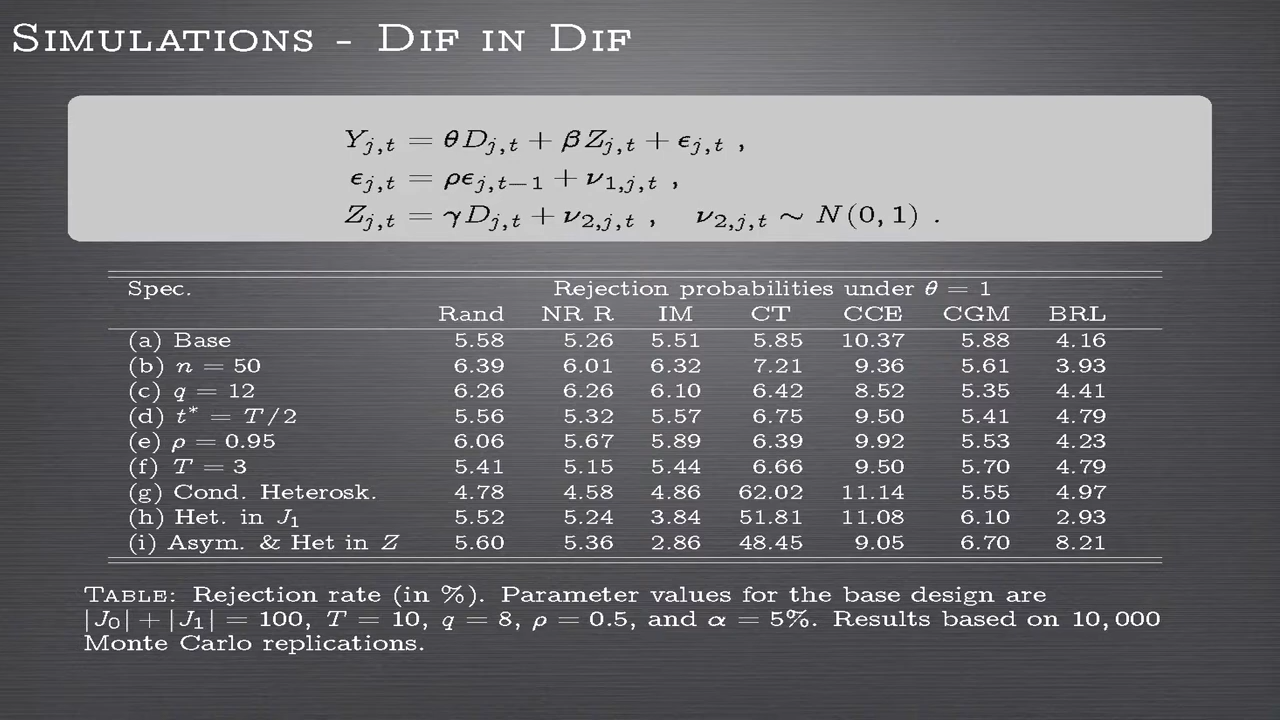 Simulations - Dif in Dif
Y_{j,t} = θD_{j,t} + βZ_{j,t} + ϵ_{j,t} ,
ϵ_{j,t} = ρϵ_{j,t−1} + ν_{1,j,t} ,
Z_{j,t} = γD_{j,t} + ν_{2,j,t} , ν_{2,j,t} ∼ N(0, 1) .
Spec. Rejection probabilities under θ = 1
Rand NR R IM CT CCE CGM BRL
(a) Base 5.58 5.26 5.51 5.85 10.37 5.88 4.16
(b) n = 50 6.39 6.01 6.32 7.21 9.36 5.61 3.93
(c) q = 12 6.26 6.26 6.10 6.42 8.52 5.35 4.41
(d) t* = T/2 5.56 5.32 5.57 6.75 9.50 5.41 4.79
(e) ρ = 0.95 6.06 5.67 5.89 6.39 9.92 5.53 4.23
(f) T = 3 5.41 5.15 5.44 6.66 9.50 5.70 4.79
(g) Cond. Heterosk. 4.78 4.58 4.86 62.02 11.14 5.55 4.97
(h) Het. in J_1 5.52 5.24 3.84 51.81 11.08 6.10 2.93
(i) Asym. & Het in Z 5.60 5.36 2.86 48.45 9.05 6.70 8.21
Table: Rejection rate (in %). Parameter values for the base design are
|J_0| + |J_1| = 100, T = 10, q = 8, ρ = 0.5, and α = 5%. Results based on 10,000
Monte Carlo replications.